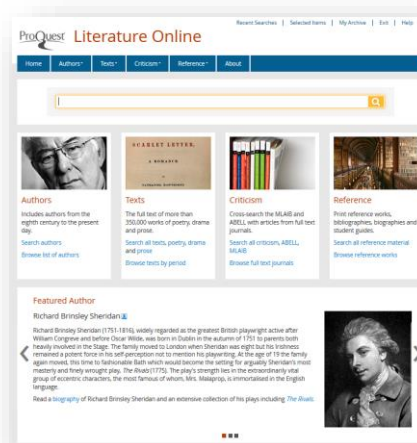 Recent Searches | Selected Items | My Archive | Exit | Help
ProQuest Literature Online
Home Authors Texts Criticism Reference About
SCARLET LETTER,
A ROMANCE
Authors
Includes authors from the
eighth century to the present
day.
Search authors
Browse list of authors
Texts
The full text of more than
350,000 works of poetry, drama
and prose.
Search all texts, poetry, drama
and prose
Browse texts by period
Criticism
Cross-search the MLAIB and
ABELL, with articles from full text
journals.
Search all criticism, ABELL,
MLAIB
Browse full text journals
Reference
Print reference works,
bibliographies, biographies and
student guides.
Search all reference material
Browse reference works
Featured Author
Richard Brinsley Sheridan
Richard Brinsley Sheridan (1751-1816), widely regarded as the greatest British playwright active after
William Congreve and before Oscar Wilde, was born in Dublin in the autumn of 1751 to parents both
heavily involved in the Stage. The family moved to London when Sheridan was eight but his Irishness
remained a potent force in his self-perception not to mention his playwriting. At the age of 19 the family
again moved, this time to fashionable Bath which would become the setting for arguably Sheridan's most
masterly and finely wrought play, The Rivals (1775). The play's strength lies in the extraordinarily vital
group of eccentric characters, the most famous of whom, Mrs. Malaprop, is immortalised in the English
language.
Read a biography of Richard Brinsley Sheridan and an extensive collection of his plays including The Rivals.